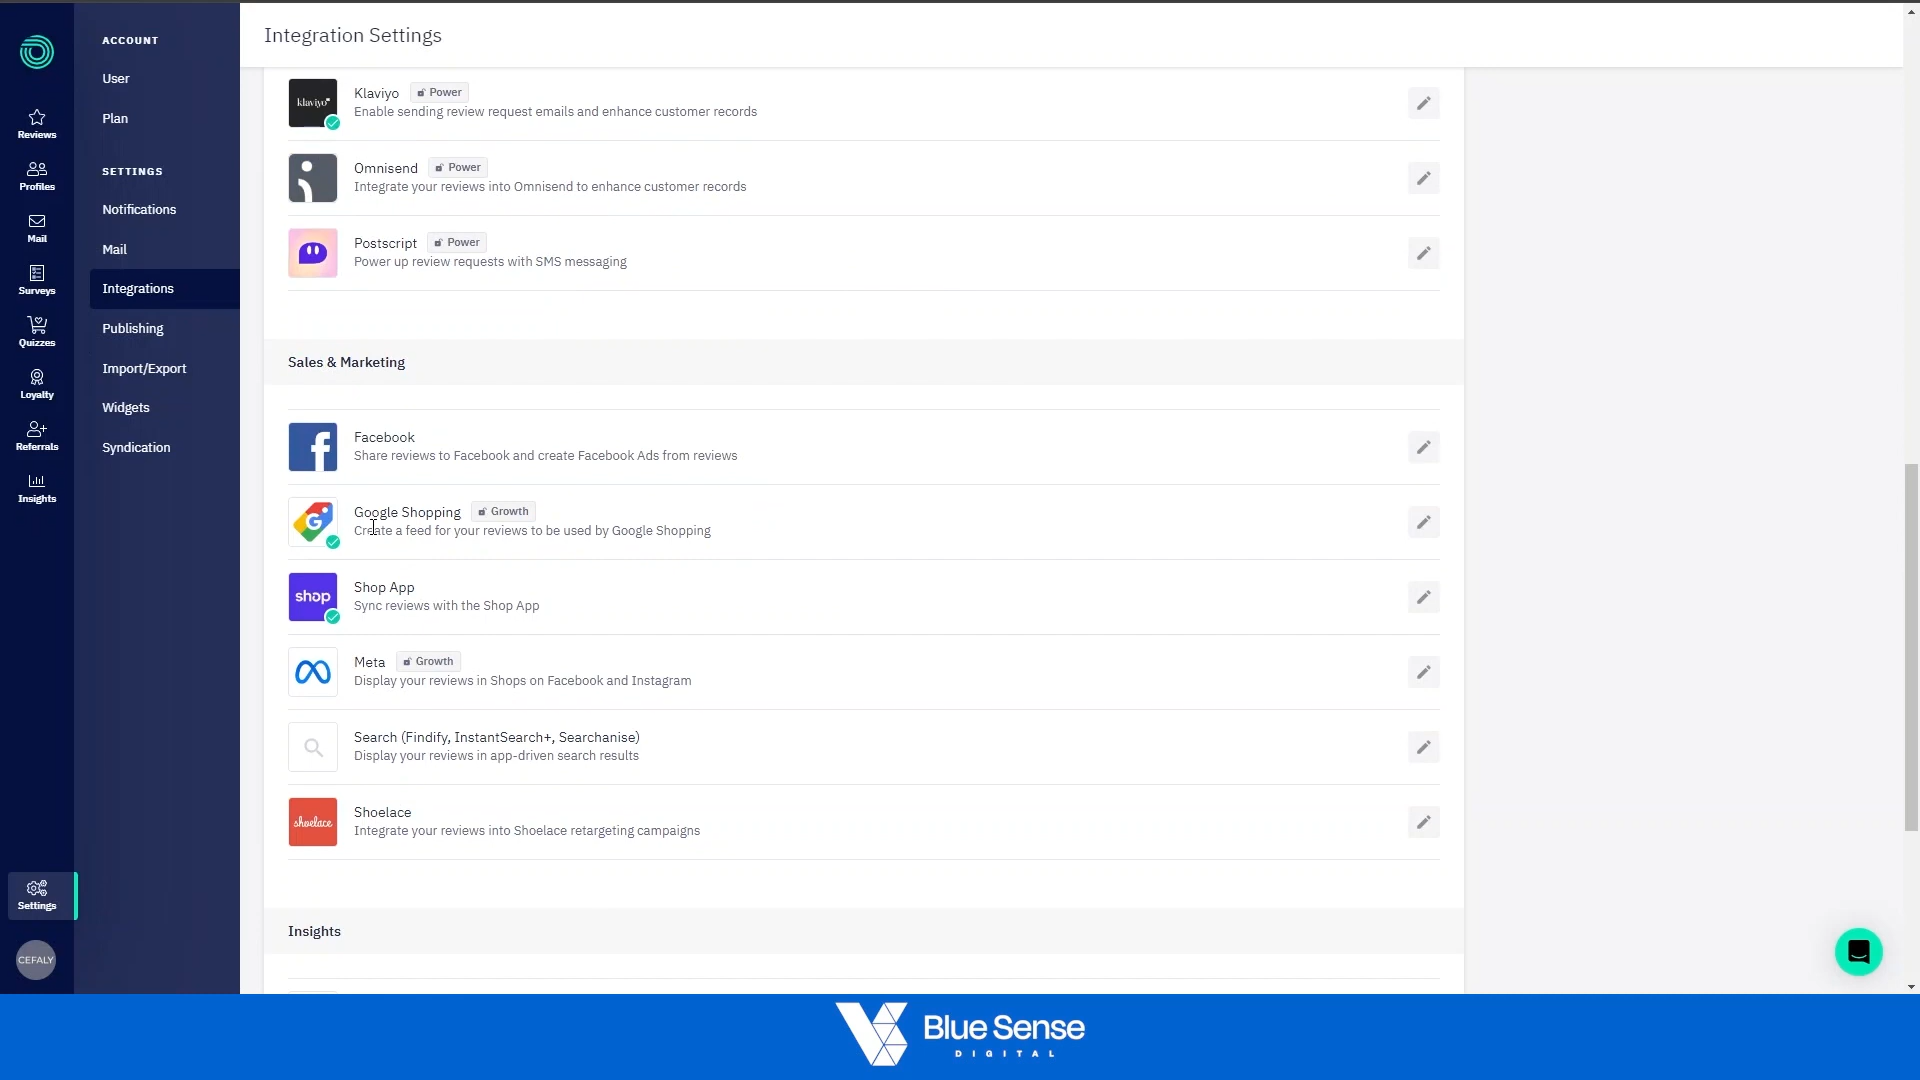 Integration Settings
ACCOUNT
User
Plan
SETTINGS
Notifications
Mail
Integrations
Publishing
Import/Export
Widgets
Syndication
Reviews
Profiles
Mail
Surveys
Quizzes
Loyalty
Referrals
Insights
Settings
CEFALY
klaviyo
Klaviyo Power
Enable sending review request emails and enhance customer records
Omnisend Power
Integrate your reviews into Omnisend to enhance customer records
Postscript Power
Power up review requests with SMS messaging
Sales & Marketing
Facebook
Share reviews to Facebook and create Facebook Ads from reviews
Google Shopping Growth
Create a feed for your reviews to be used by Google Shopping
shop
Shop App
Sync reviews with the Shop App
Meta Growth
Display your reviews in Shops on Facebook and Instagram
Search (Findify, InstantSearch+, Searchanise)
Display your reviews in app-driven search results
shoelace
Shoelace
Integrate your reviews into Shoelace retargeting campaigns
Insights
Blue Sense
DIGITAL